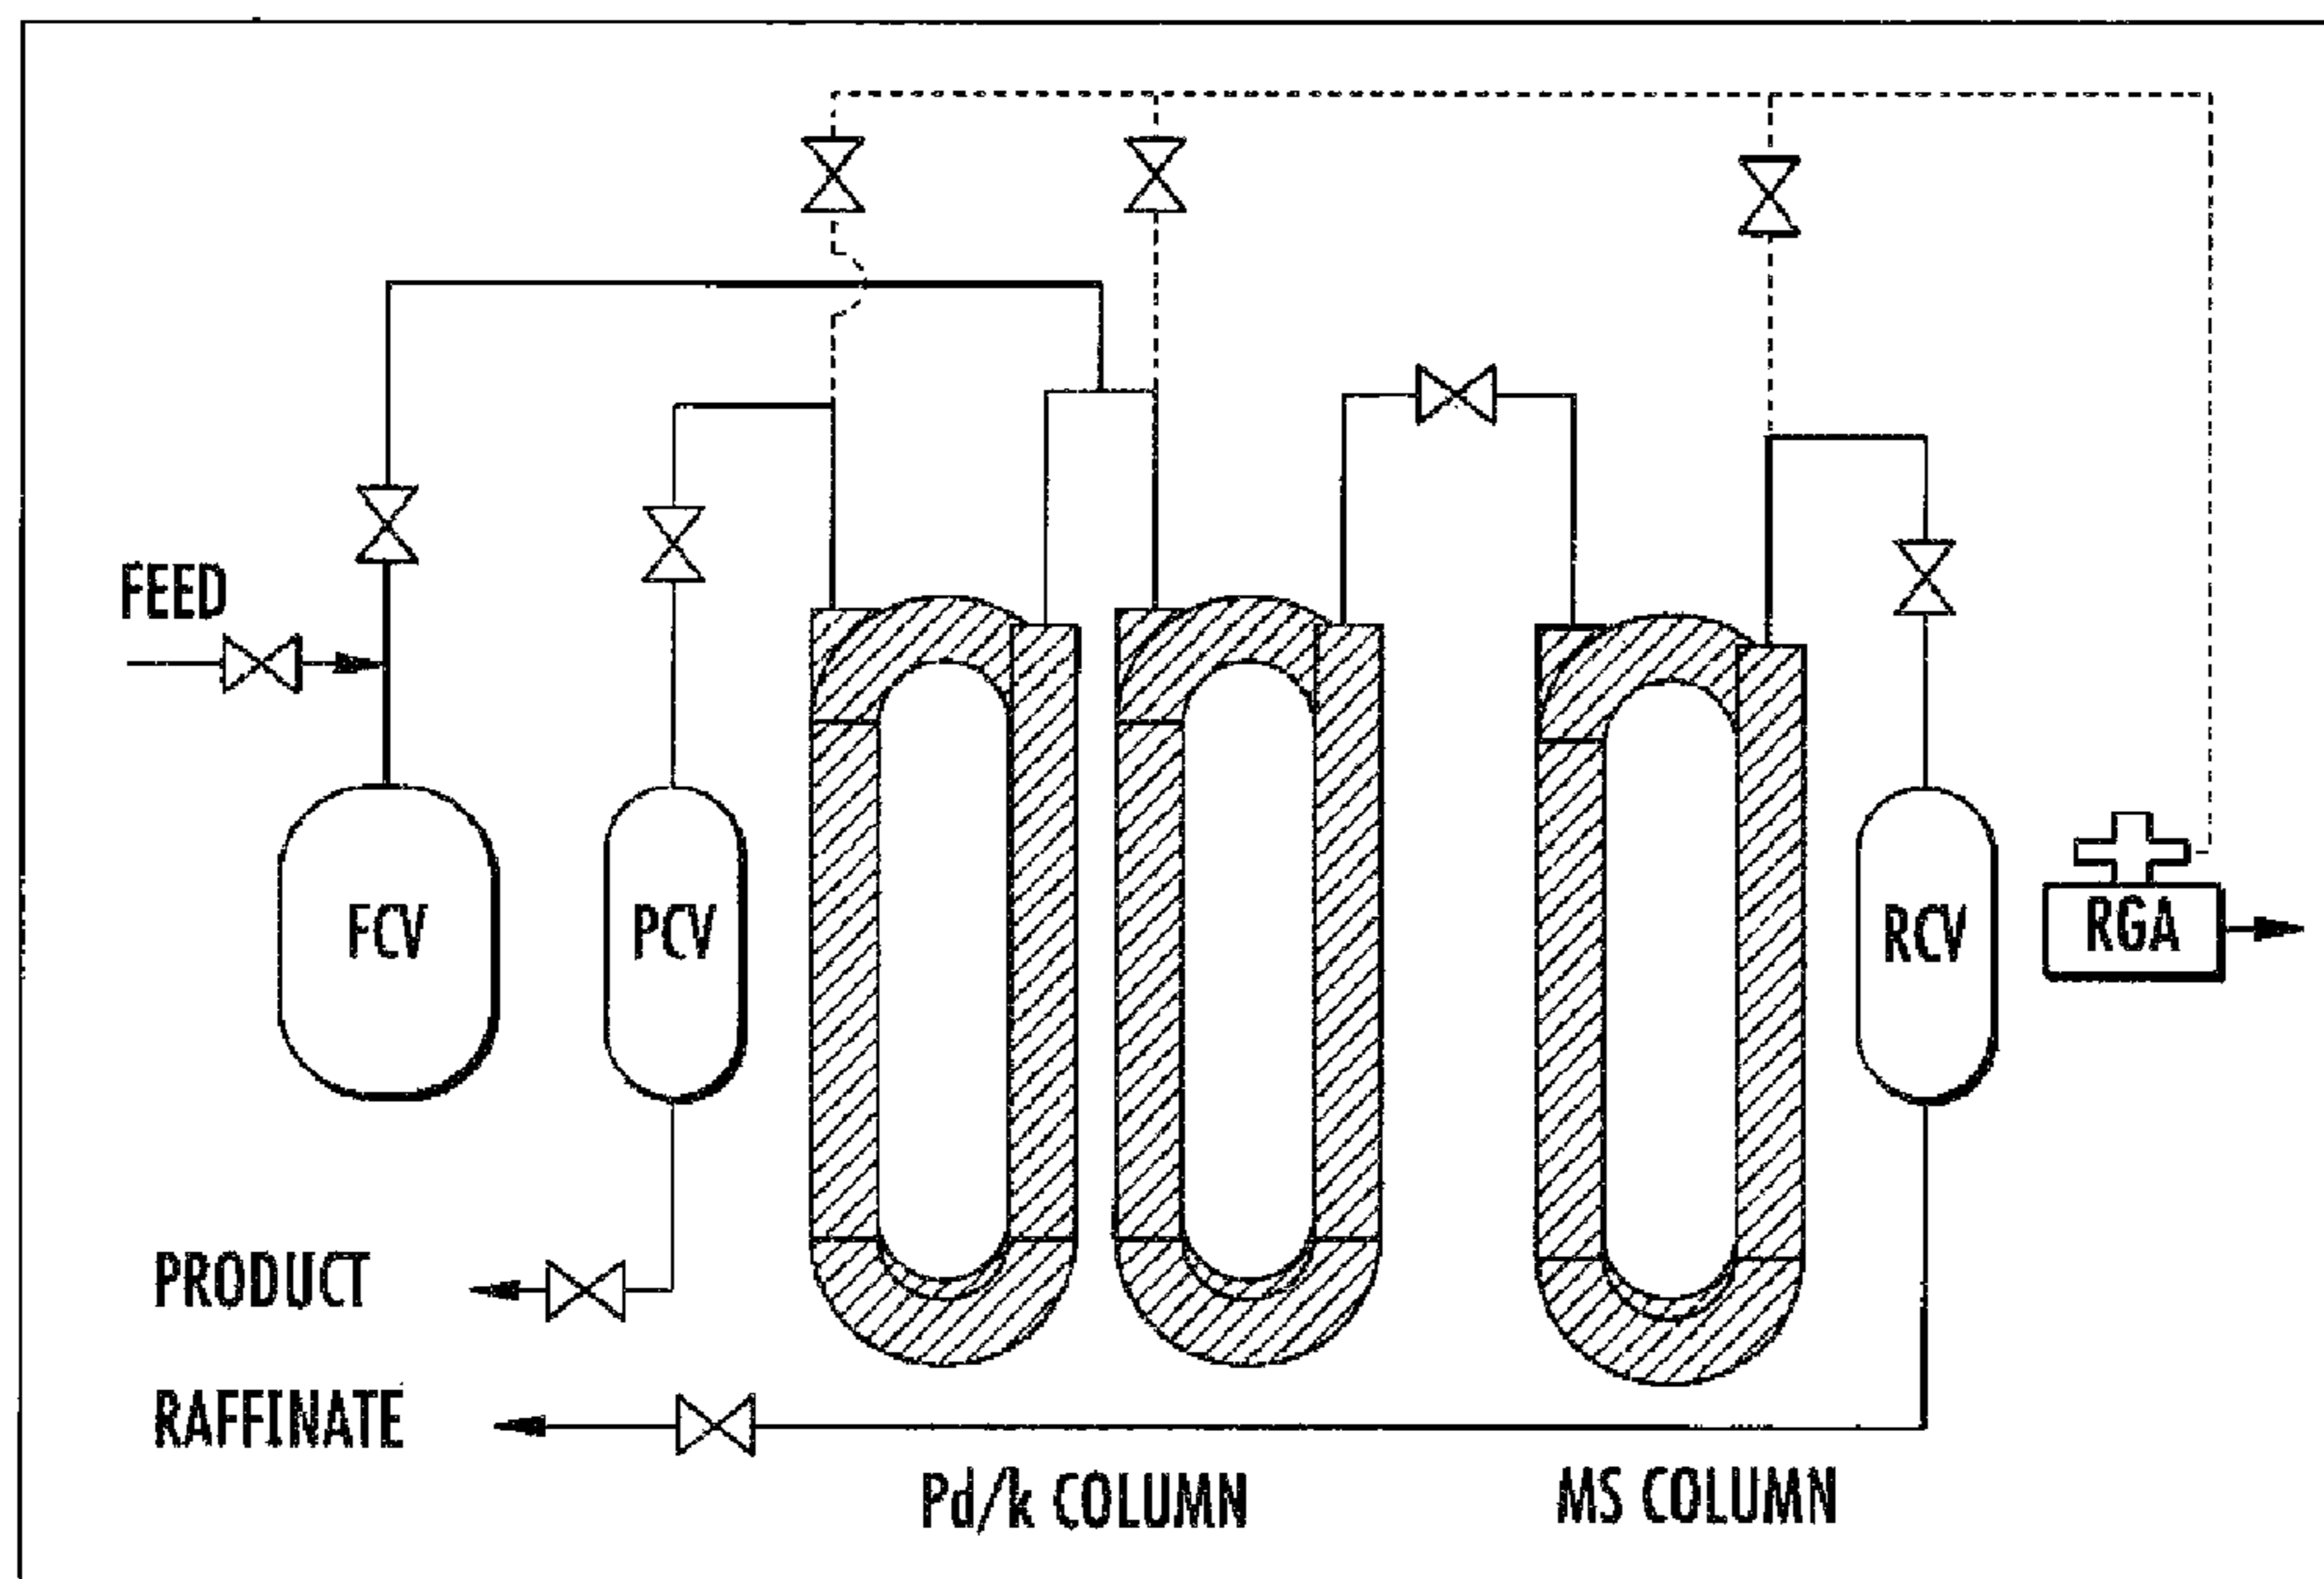 FEED
FCV
PCV
RCV
RGA
PRODUCT
RAFFINATE
Pd/k COLUMN
MS COLUMN